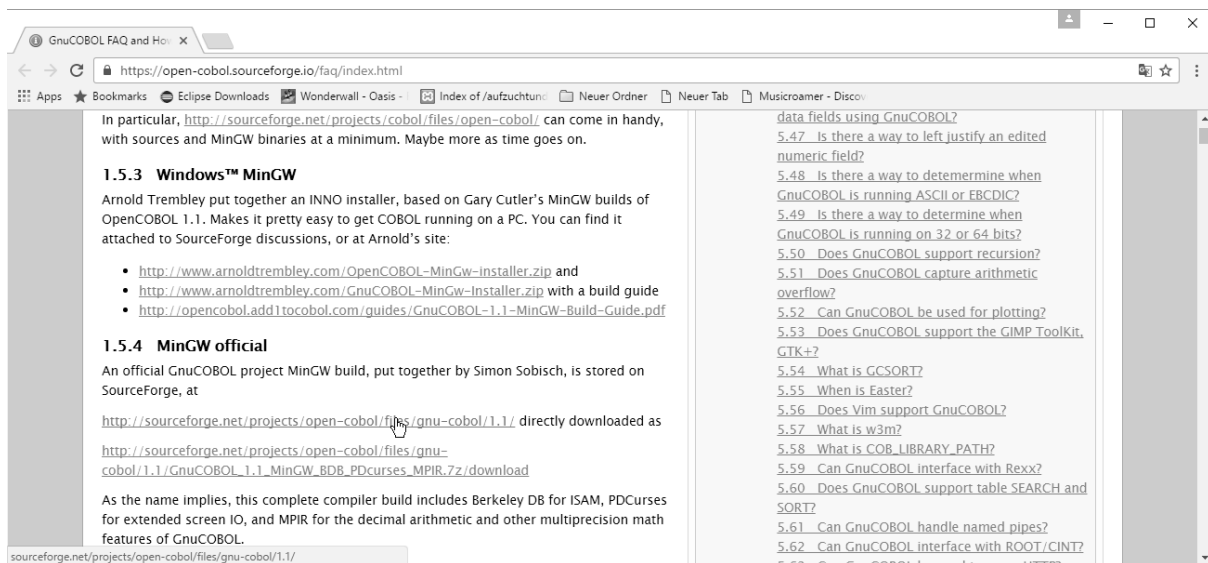 GnuCOBOL FAQ and How
https://open-cobol.sourceforge.io/faq/index.html
Apps Bookmarks Eclipse Downloads Wonderwall - Oasis - Index of /aufzuchtund Neuer Ordner Neuer Tab Musicroamer - Discov
In particular, http://sourceforge.net/projects/cobol/files/open-cobol/ can come in handy,
with sources and MinGW binaries at a minimum. Maybe more as time goes on.
1.5.3 Windows™ MinGW
Arnold Trembley put together an INNO installer, based on Gary Cutler's MinGW builds of
OpenCOBOL 1.1. Makes it pretty easy to get COBOL running on a PC. You can find it
attached to SourceForge discussions, or at Arnold's site:
• http://www.arnoldtrembley.com/OpenCOBOL-MinGw-installer.zip and
• http://www.arnoldtrembley.com/GnuCOBOL-MinGw-Installer.zip with a build guide
• http://opencobol.add1tocobol.com/guides/GnuCOBOL-1.1-MinGW-Build-Guide.pdf
1.5.4 MinGW official
An official GnuCOBOL project MinGW build, put together by Simon Sobisch, is stored on
SourceForge, at
http://sourceforge.net/projects/open-cobol/files/gnu-cobol/1.1/ directly downloaded as
http://sourceforge.net/projects/open-cobol/files/gnu-
cobol/1.1/GnuCOBOL_1.1_MinGW_BDB_PDcurses_MPIR.7z/download
As the name implies, this complete compiler build includes Berkeley DB for ISAM, PDCurses
for extended screen IO, and MPIR for the decimal arithmetic and other multiprecision math
features of GnuCOBOL.
sourceforge.net/projects/open-cobol/files/gnu-cobol/1.1/
data fields using GnuCOBOL?
5.47 Is there a way to left justify an edited
numeric field?
5.48 Is there a way to detemermine when
GnuCOBOL is running ASCII or EBCDIC?
5.49 Is there a way to determine when
GnuCOBOL is running on 32 or 64 bits?
5.50 Does GnuCOBOL support recursion?
5.51 Does GnuCOBOL capture arithmetic
overflow?
5.52 Can GnuCOBOL be used for plotting?
5.53 Does GnuCOBOL support the GIMP ToolKit,
GTK+?
5.54 What is GCSORT?
5.55 When is Easter?
5.56 Does Vim support GnuCOBOL?
5.57 What is w3m?
5.58 What is COB_LIBRARY_PATH?
5.59 Can GnuCOBOL interface with Rexx?
5.60 Does GnuCOBOL support table SEARCH and
SORT?
5.61 Can GnuCOBOL handle named pipes?
5.62 Can GnuCOBOL interface with ROOT/CINT?